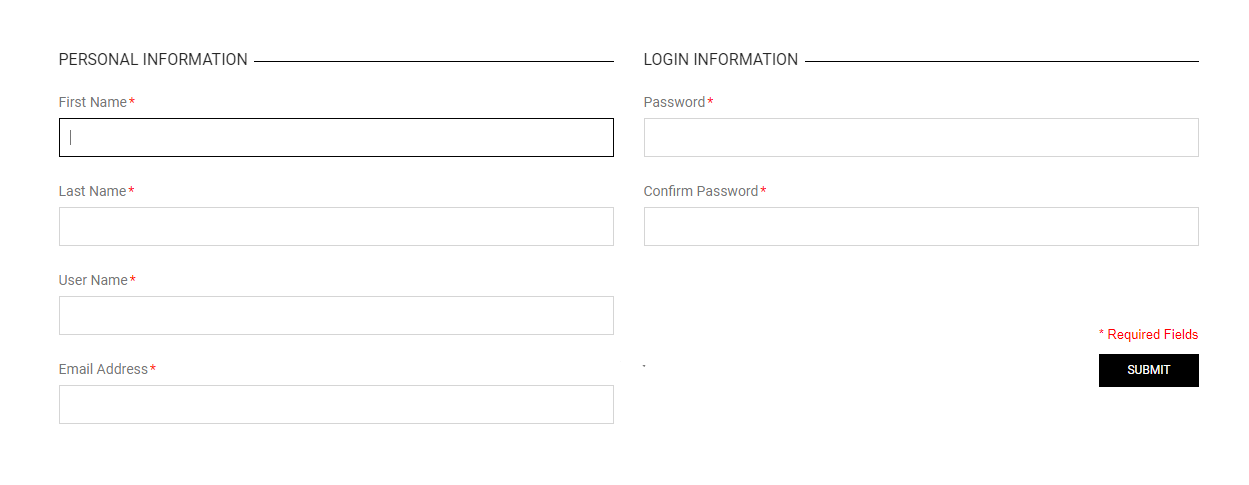 PERSONAL INFORMATION
First Name*
Last Name*
User Name*
Email Address*
LOGIN INFORMATION
Password*
Confirm Password*
* Required Fields
SUBMIT